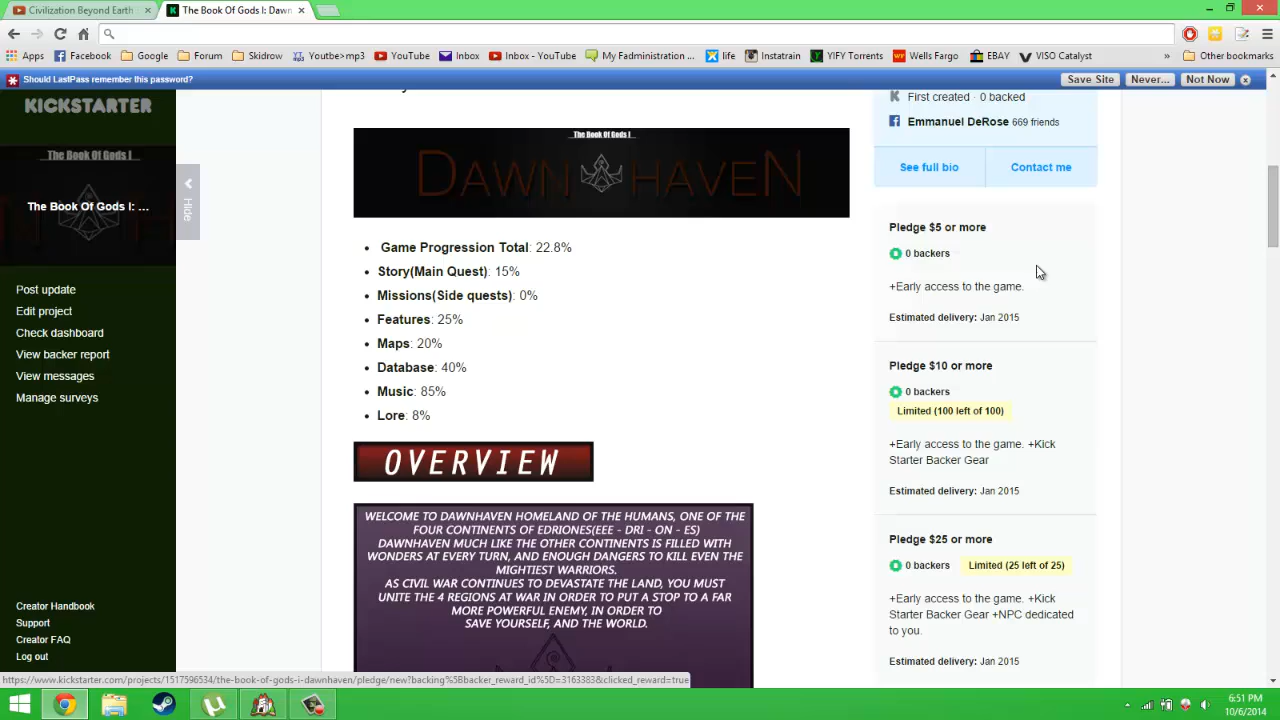 Civilization Beyond Earth
The Book Of Gods I: Dawn
Apps
Facebook
Google
Forum
Skidrow
Youtbe>mp3
YouTube
Inbox
Inbox - YouTube
My Fadministration ...
life
Instatrain
YIFY Torrents
Wells Fargo
EBAY
VISO Catalyst
Other bookmarks
Should LastPass remember this password?
Save Site
Never...
Not Now
KICKSTARTER
The Book Of Gods I
The Book Of Gods I: ...
Hide
Post update
Edit project
Check dashboard
View backer report
View messages
Manage surveys
Creator Handbook
Support
Creator FAQ
Log out
The Book Of Gods I
DAWN HAVEN
Game Progression Total: 22.8%
Story(Main Quest): 15%
Missions(Side quests): 0%
Features: 25%
Maps: 20%
Database: 40%
Music: 85%
Lore: 8%
OVERVIEW
WELCOME TO DAWNHAVEN HOMELAND OF THE HUMANS, ONE OF THE
FOUR CONTINENTS OF EDRIONES(EEE - DRI - ON - ES)
DAWNHAVEN MUCH LIKE THE OTHER CONTINENTS IS FILLED WITH
WONDERS AT EVERY TURN, AND ENOUGH DANGERS TO KILL EVEN THE
MIGHTIEST WARRIORS.
AS CIVIL WAR CONTINUES TO DEVASTATE THE LAND, YOU MUST
UNITE THE 4 REGIONS AT WAR IN ORDER TO PUT A STOP TO A FAR
MORE POWERFUL ENEMY, IN ORDER TO
SAVE YOURSELF, AND THE WORLD.
First created · 0 backed
Emmanuel DeRose 669 friends
See full bio
Contact me
Pledge $5 or more
0 backers
+Early access to the game.
Estimated delivery: Jan 2015
Pledge $10 or more
0 backers
Limited (100 left of 100)
+Early access to the game. +Kick
Starter Backer Gear
Estimated delivery: Jan 2015
Pledge $25 or more
0 backers Limited (25 left of 25)
+Early access to the game. +Kick
Starter Backer Gear +NPC dedicated
to you.
Estimated delivery: Jan 2015
https://www.kickstarter.com/projects/1517596534/the-book-of-gods-i-dawnhaven/pledge/new?backing%5Bbacker_reward_id%5D=3163383&clicked_reward=true
6:51 PM
10/6/2014